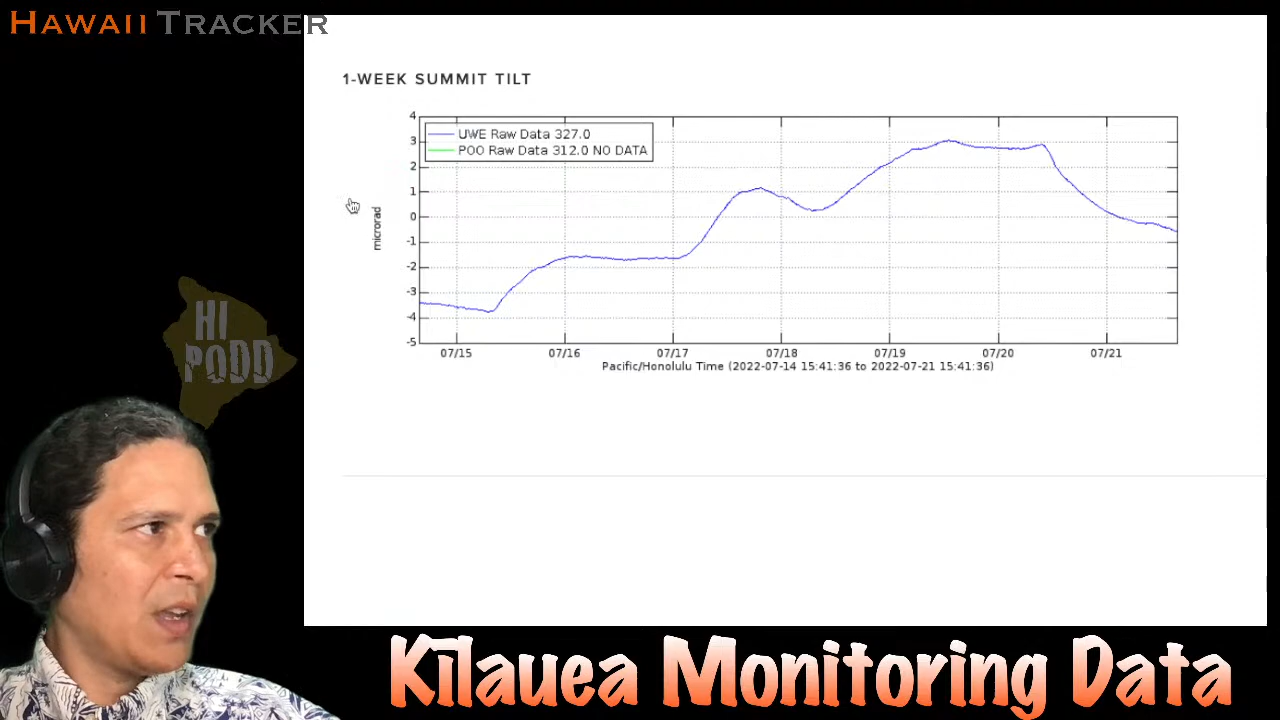 HAWAII TRACKER
1-WEEK SUMMIT TILT
4
3
2
1
0
-1
-2
-3
-4
-5
microrad
UWE Raw Data 327.0
POO Raw Data 312.0 NO DATA
07/15 07/16 07/17 07/18 07/19 07/20 07/21
Pacific/Honolulu Time (2022-07-14 15:41:36 to 2022-07-21 15:41:36)
HI
PODD
Kīlauea Monitoring Data